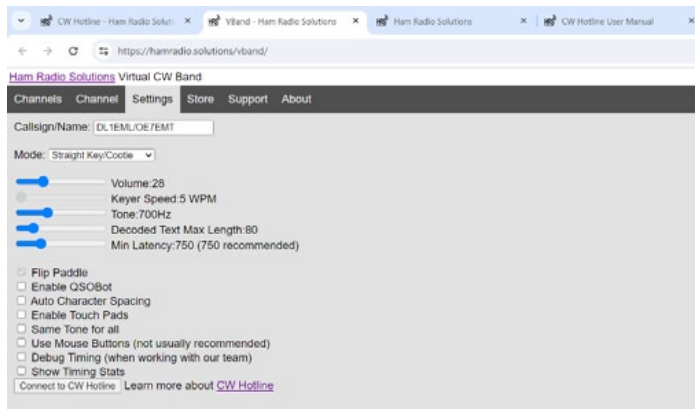 CW Hotline - Ham Radio Soluti
VBand - Ham Radio Solutions
Ham Radio Solutions
CW Hotline User Manual
https://hamradio.solutions/vband/
Ham Radio Solutions Virtual CW Band
Channels Channel Settings Store Support About
Callsign/Name: DL1EML/OE7EMT
Mode: Straight Key/Cootie
Volume:28
Keyer Speed:5 WPM
Tone:700Hz
Decoded Text Max Length:80
Min Latency:750 (750 recommended)
Flip Paddle
Enable QSOBot
Auto Character Spacing
Enable Touch Pads
Same Tone for all
Use Mouse Buttons (not usually recommended)
Debug Timing (when working with our team)
Show Timing Stats
Connect to CW Hotline Learn more about CW Hotline